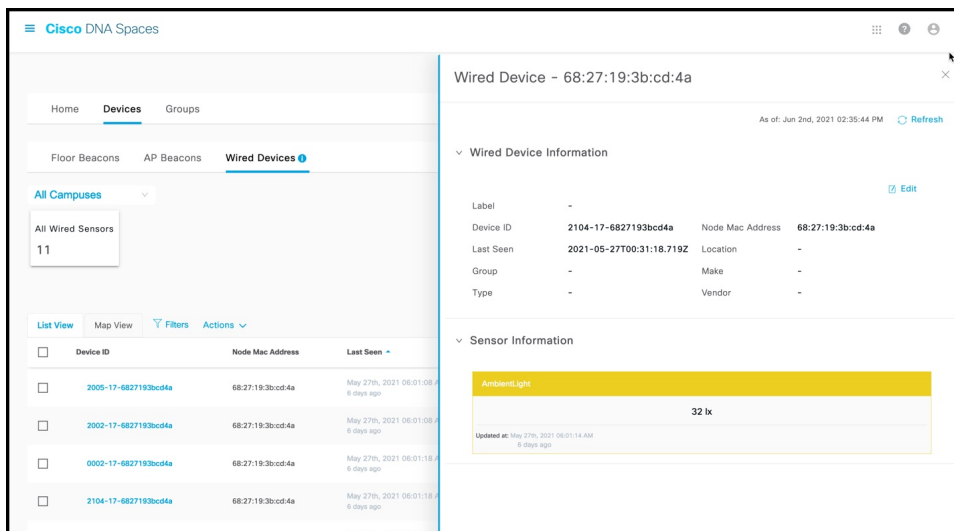 Cisco DNA Spaces
Home Devices Groups
Floor Beacons AP Beacons Wired Devices
All Campuses
All Wired Sensors
11
List View Map View Filters Actions
Device ID Node Mac Address Last Seen
2005-17-6827193bcd4a 68:27:19:3b:cd:4a May 27th, 2021 06:01:08 A
6 days ago
2002-17-6827193bcd4a 68:27:19:3b:cd:4a May 27th, 2021 06:01:08 A
6 days ago
0002-17-6827193bcd4a 68:27:19:3b:cd:4a May 27th, 2021 06:01:18 A
6 days ago
2104-17-6827193bcd4a 68:27:19:3b:cd:4a May 27th, 2021 06:01:18 A
6 days ago
Wired Device - 68:27:19:3b:cd:4a
As of: Jun 2nd, 2021 02:35:44 PM Refresh
Wired Device Information
Edit
Label -
Device ID 2104-17-6827193bcd4a Node Mac Address 68:27:19:3b:cd:4a
Last Seen 2021-05-27T00:31:18.719Z Location -
Group - Make -
Type - Vendor -
Sensor Information
AmbientLight
32 lx
Updated at: May 27th, 2021 06:01:14 AM
6 days ago